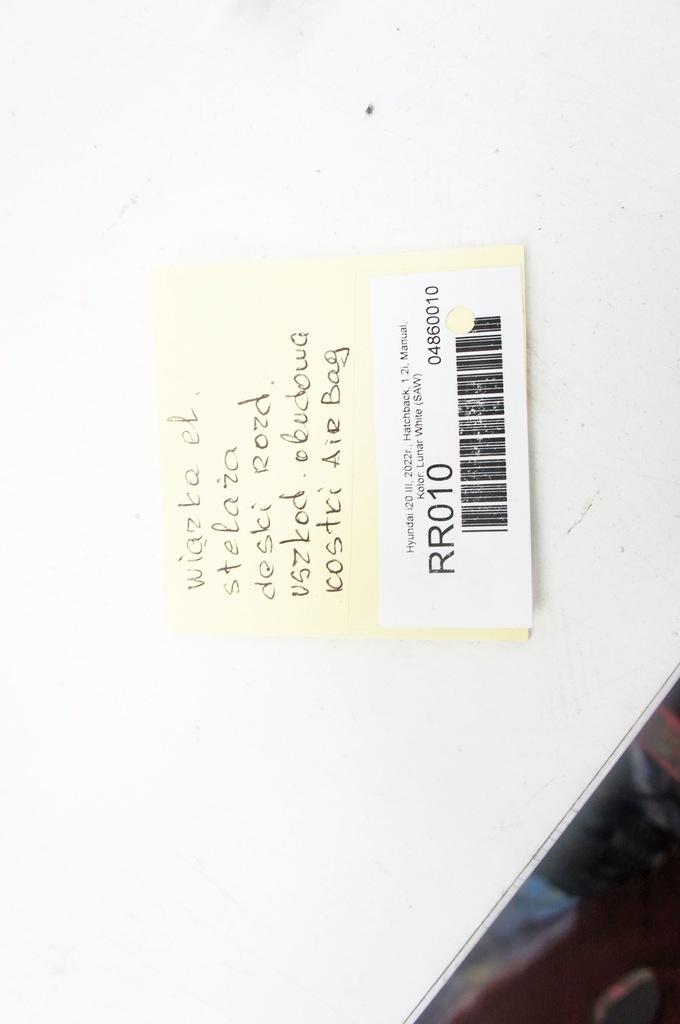 wiązka el.
stelaża
deski rozd.
uszkod. obudowa
kostki Air Bag
Hyundai i20 III, 2022r., Hatchback, 1.2i, Manual,
Kolor: Lunar White (SAW)
RR010 04860010